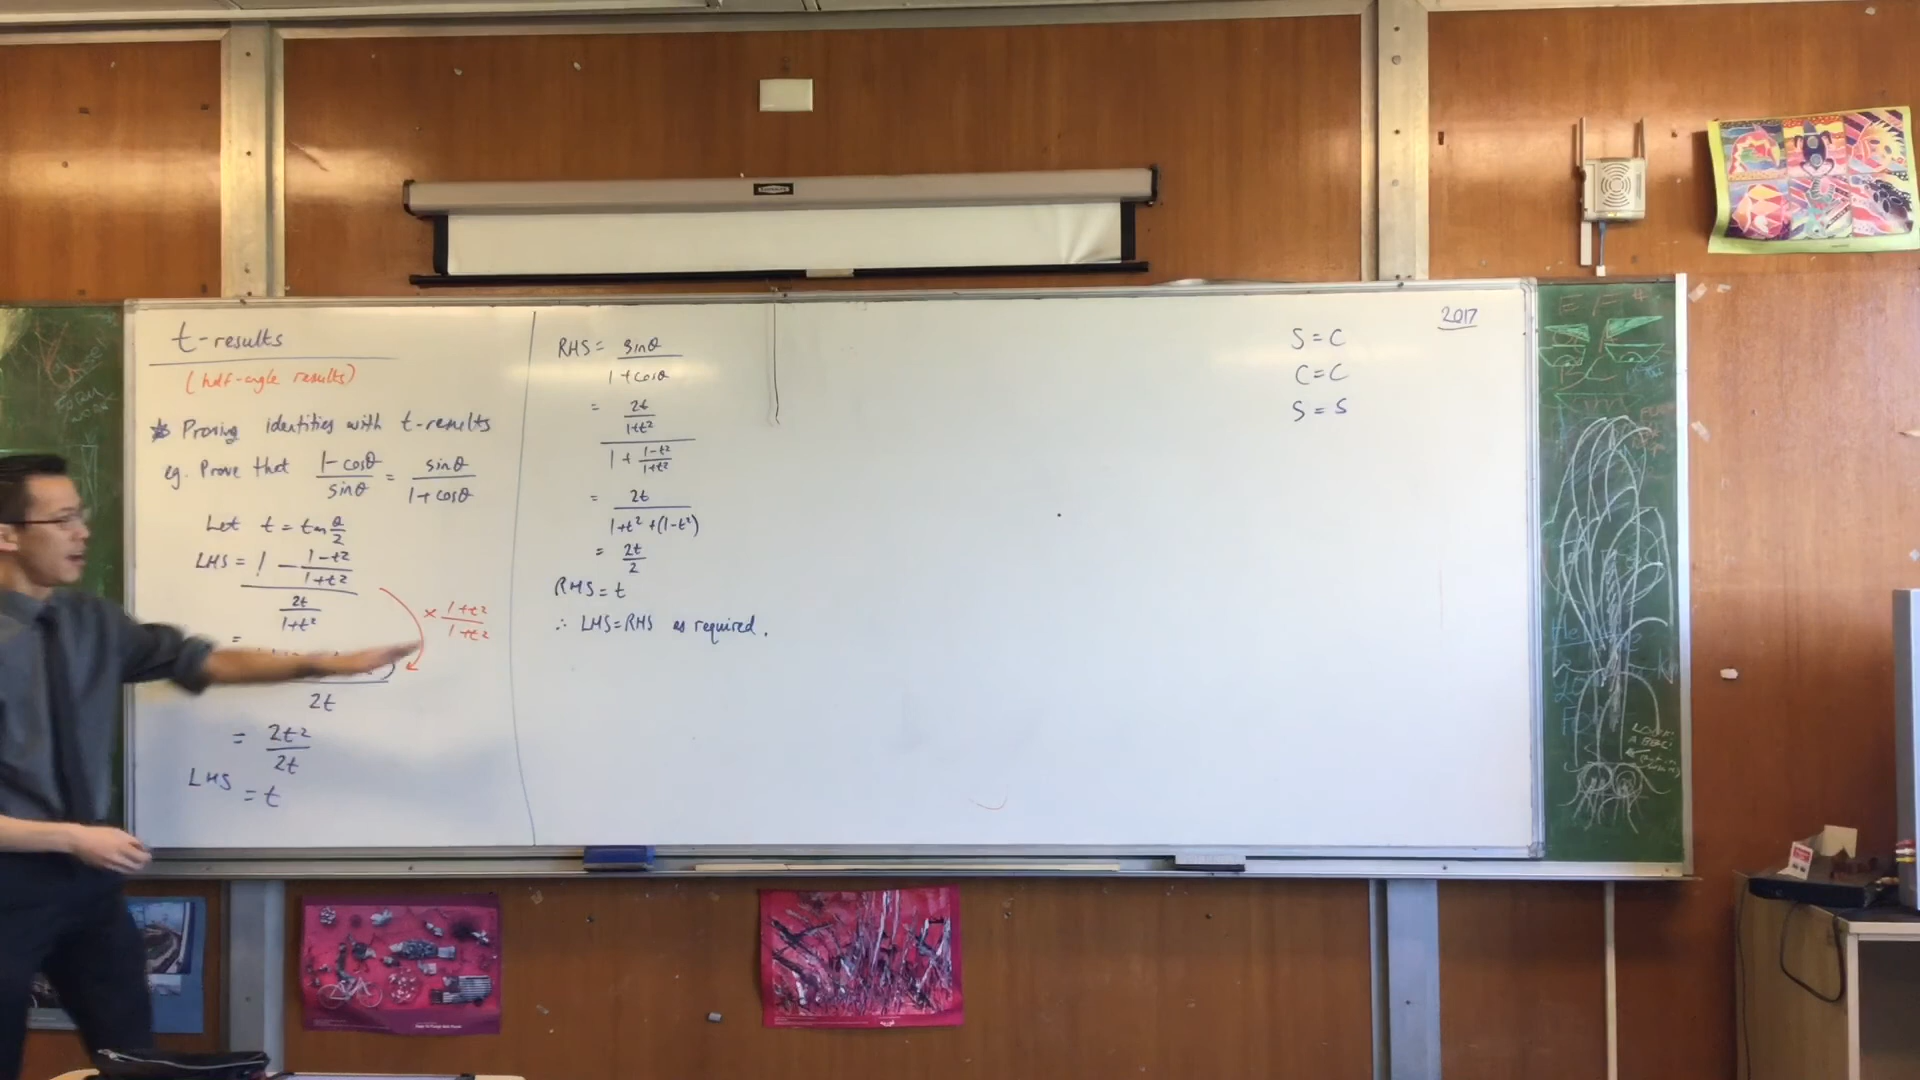 t-results
(half-angle results)
* Proving identities with t-results
eg. Prove that (1-cosθ)/(sinθ) = (sinθ)/(1+cosθ)
Let t = tan θ/2
LHS = (1 - (1-t²)/(1+t²))/(2t/(1+t²))
× (1+t²)/(1+t²)
=
2t
= 2t²/2t
LHS = t
RHS = sinθ/(1+cosθ)
= (2t/(1+t²))/(1 + (1-t²)/(1+t²))
= 2t/(1+t²+(1-t²))
= 2t/2
RHS = t
∴ LHS=RHS as required.
S = C
C = C
S = S
2017